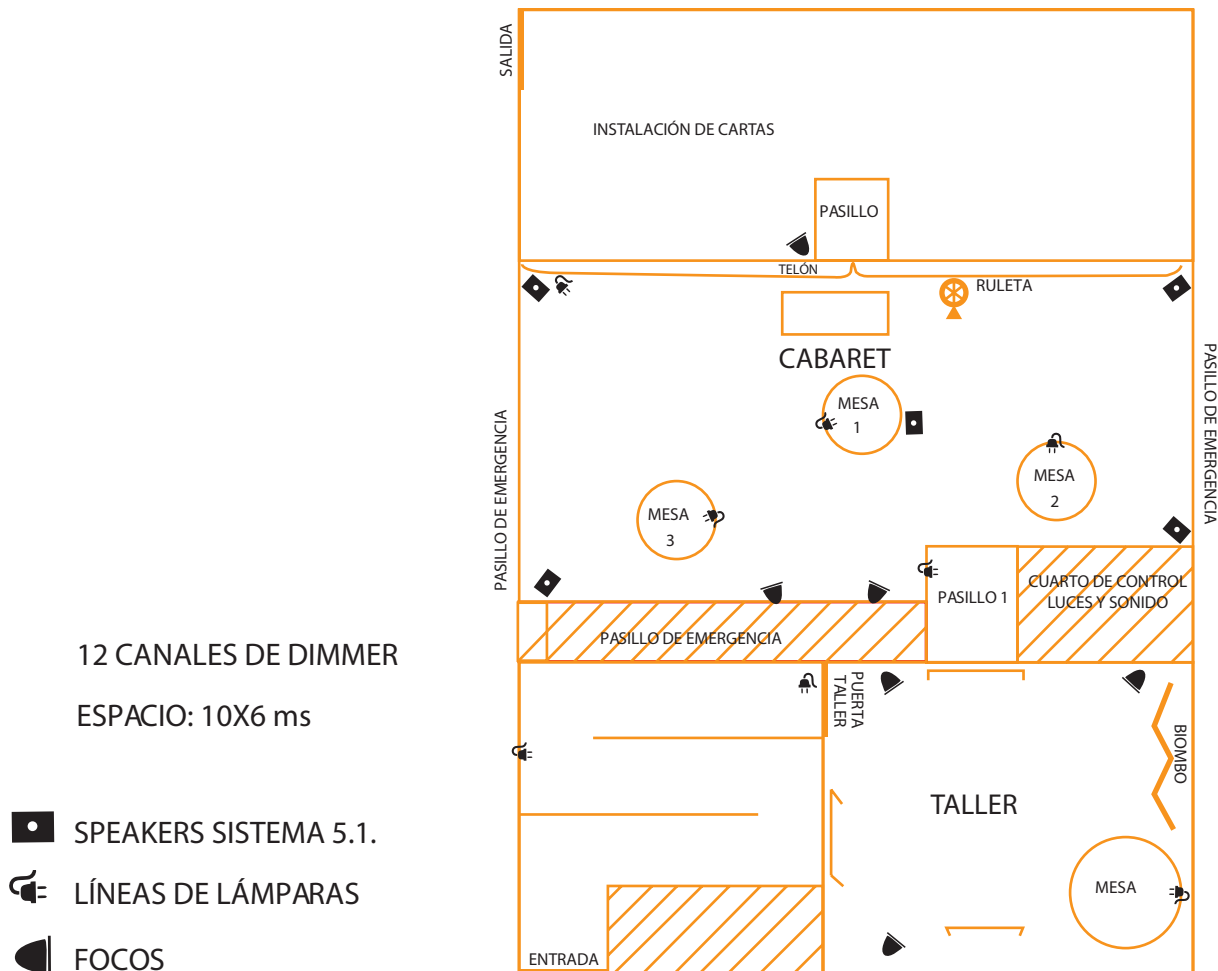 SALIDA
INSTALACIÓN DE CARTAS
PASILLO
TELÓN
RULETA
CABARET
MESA
1
MESA
2
MESA
3
PASILLO DE EMERGENCIA
PASILLO DE EMERGENCIA
PASILLO 1
CUARTO DE CONTROL
LUCES Y SONIDO
PASILLO DE EMERGENCIA
12 CANALES DE DIMMER
ESPACIO: 10X6 ms
PUERTA
TALLER
BIOMBO
TALLER
MESA
ENTRADA
SPEAKERS SISTEMA 5.1.
LÍNEAS DE LÁMPARAS
FOCOS